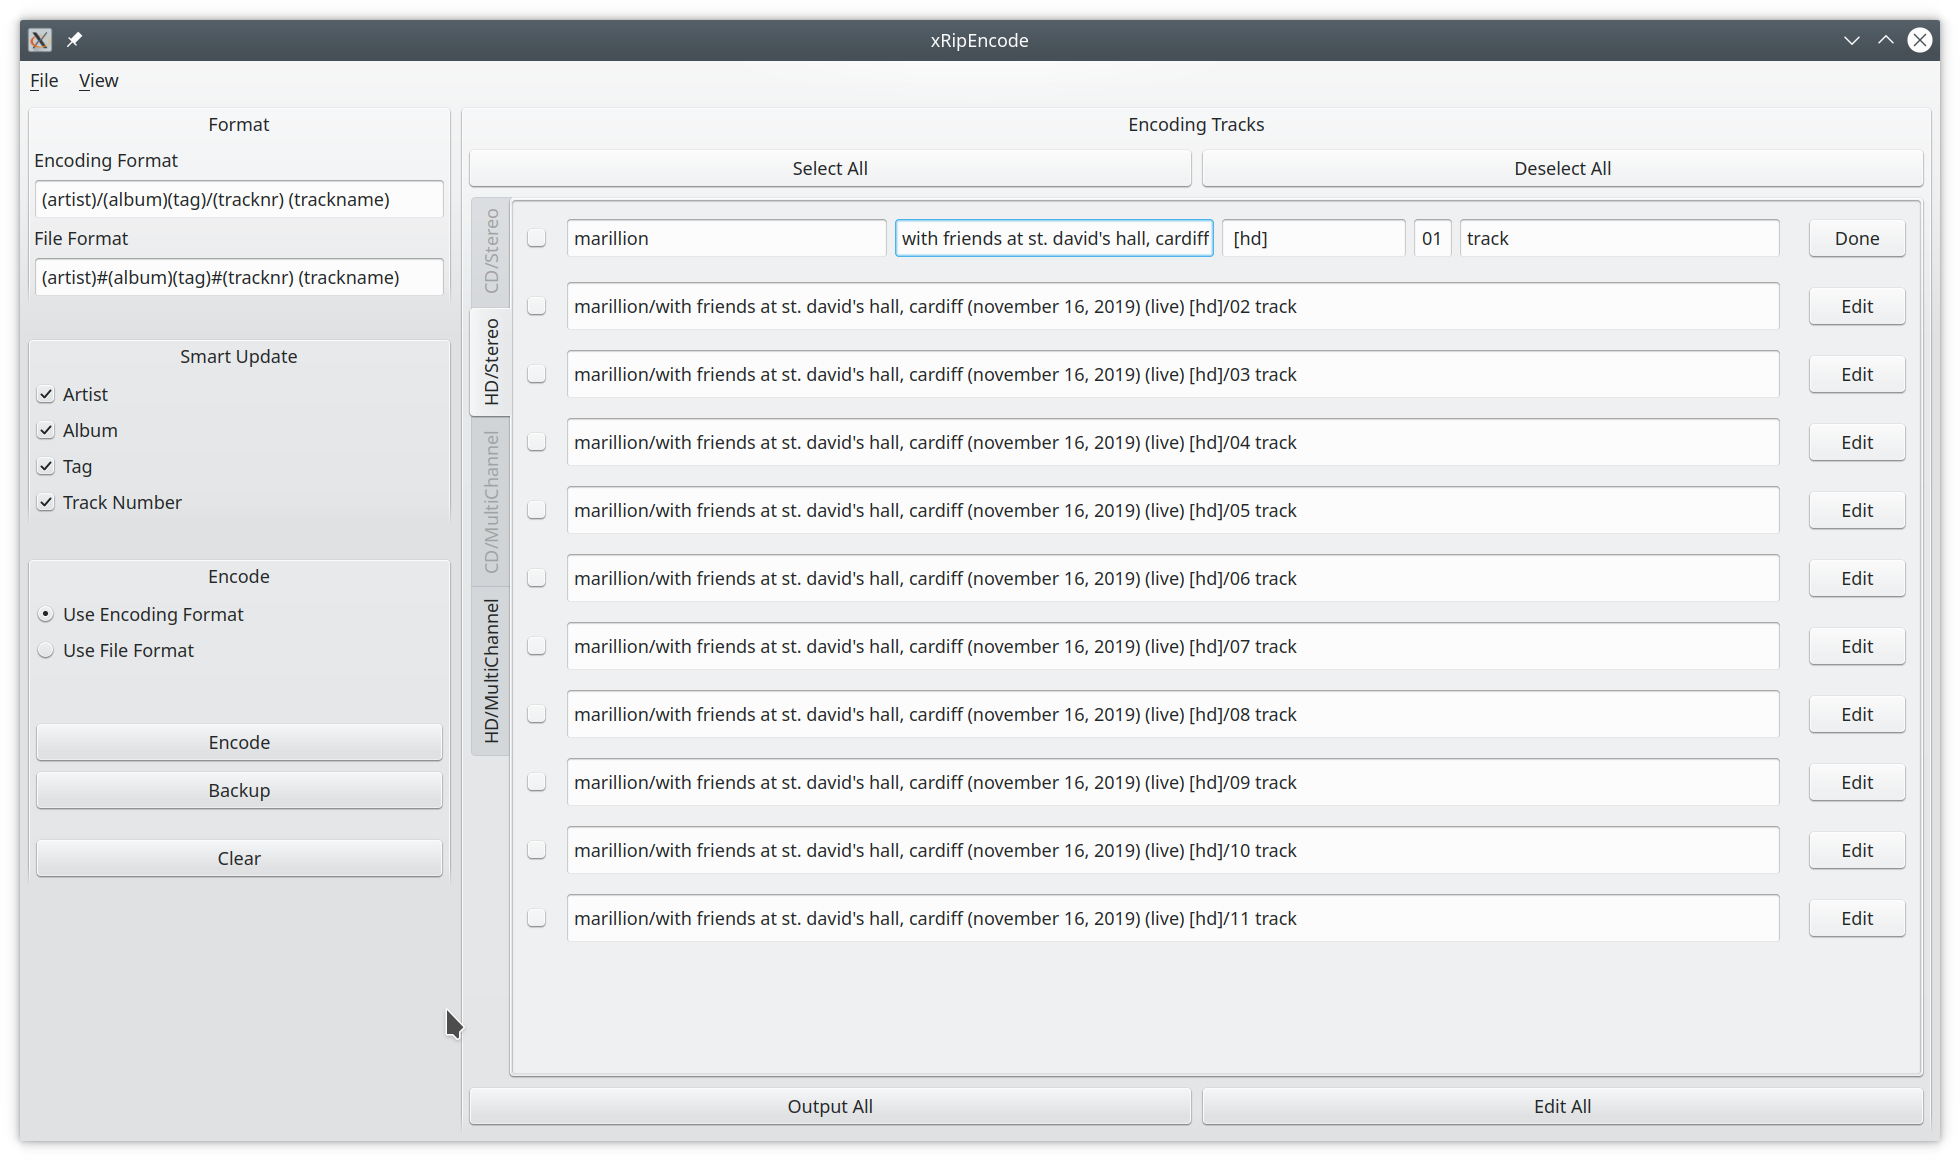 xRipEncode
File View
Format
Encoding Format
(artist)/(album)(tag)/(tracknr) (trackname)
File Format
(artist)#(album)(tag)#(tracknr) (trackname)
Smart Update
Artist
Album
Tag
Track Number
Encode
Use Encoding Format
Use File Format
Encode
Backup
Clear
Encoding Tracks
Select All Deselect All
CD/Stereo
HD/Stereo
CD/MultiChannel
HD/MultiChannel
marillion with friends at st. david's hall, cardiff [hd] 01 track Done
marillion/with friends at st. david's hall, cardiff (november 16, 2019) (live) [hd]/02 track Edit
marillion/with friends at st. david's hall, cardiff (november 16, 2019) (live) [hd]/03 track Edit
marillion/with friends at st. david's hall, cardiff (november 16, 2019) (live) [hd]/04 track Edit
marillion/with friends at st. david's hall, cardiff (november 16, 2019) (live) [hd]/05 track Edit
marillion/with friends at st. david's hall, cardiff (november 16, 2019) (live) [hd]/06 track Edit
marillion/with friends at st. david's hall, cardiff (november 16, 2019) (live) [hd]/07 track Edit
marillion/with friends at st. david's hall, cardiff (november 16, 2019) (live) [hd]/08 track Edit
marillion/with friends at st. david's hall, cardiff (november 16, 2019) (live) [hd]/09 track Edit
marillion/with friends at st. david's hall, cardiff (november 16, 2019) (live) [hd]/10 track Edit
marillion/with friends at st. david's hall, cardiff (november 16, 2019) (live) [hd]/11 track Edit
Output All Edit All